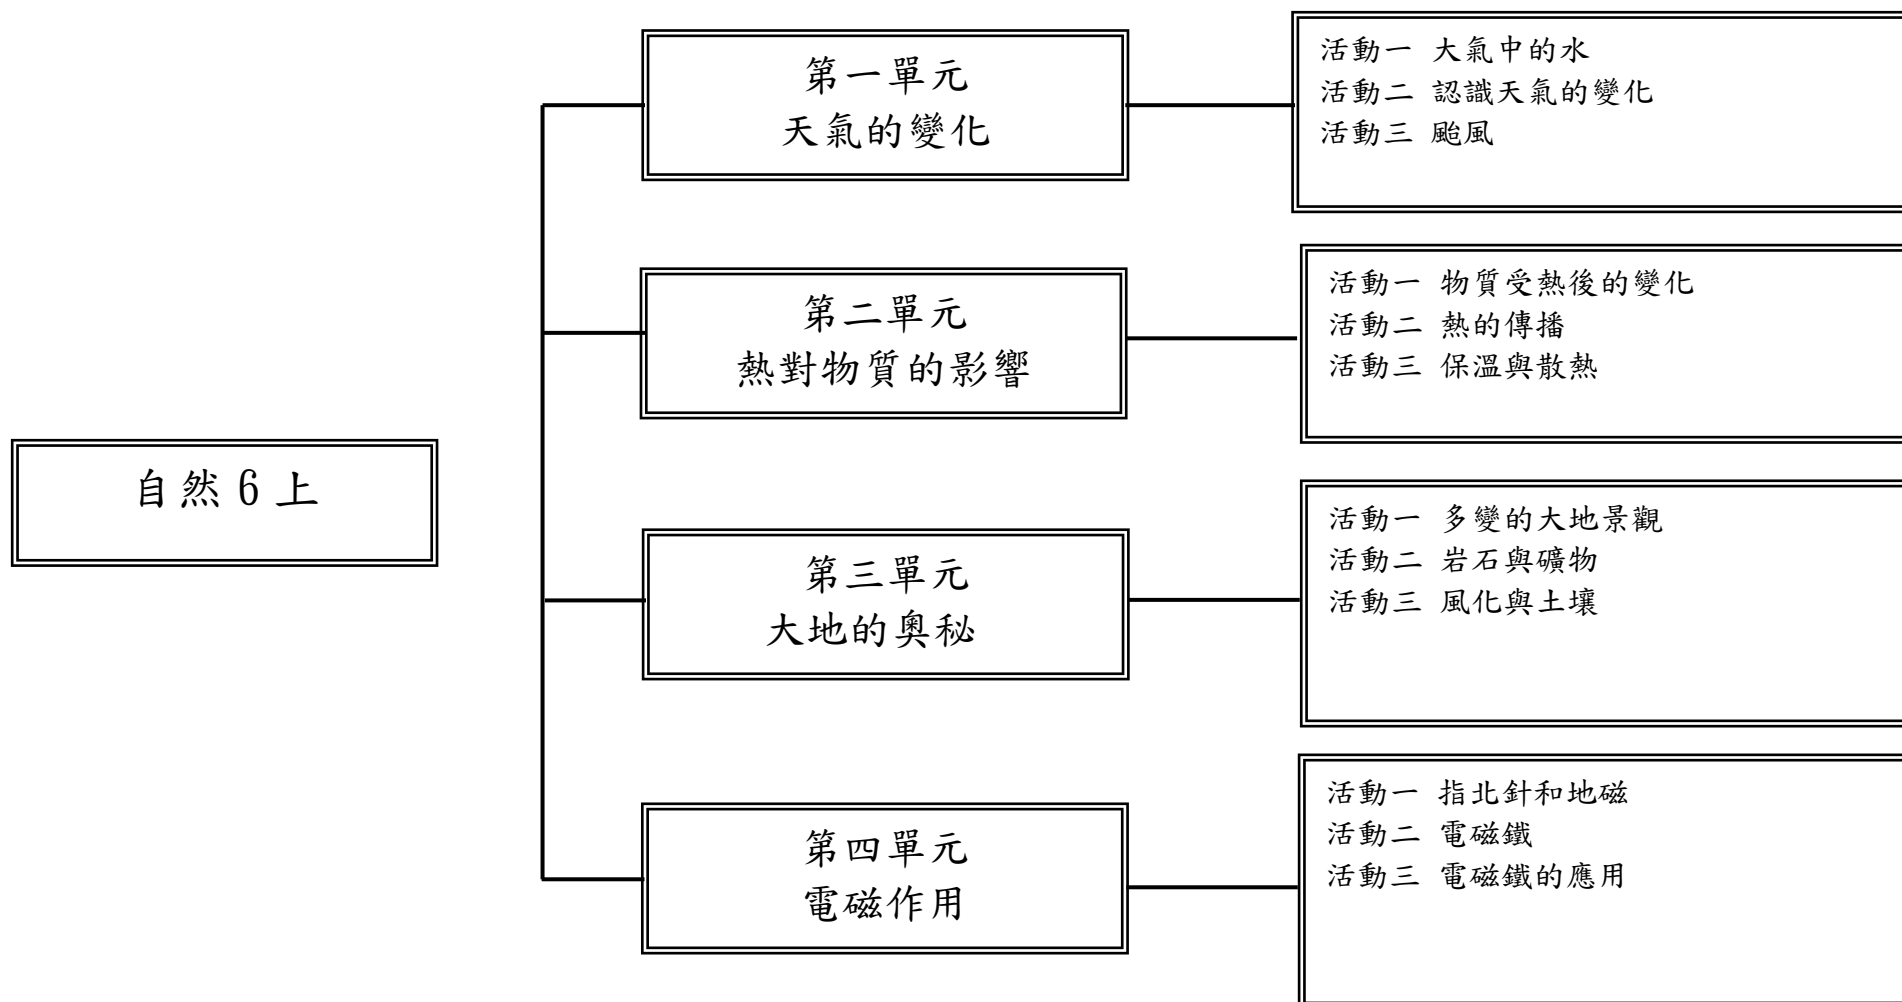 自然6上
第一單元
天氣的變化
活動一 大氣中的水
活動二 認識天氣的變化
活動三 颱風
第二單元
熱對物質的影響
活動一 物質受熱後的變化
活動二 熱的傳播
活動三 保溫與散熱
第三單元
大地的奧秘
活動一 多變的大地景觀
活動二 岩石與礦物
活動三 風化與土壤
第四單元
電磁作用
活動一 指北針和地磁
活動二 電磁鐵
活動三 電磁鐵的應用